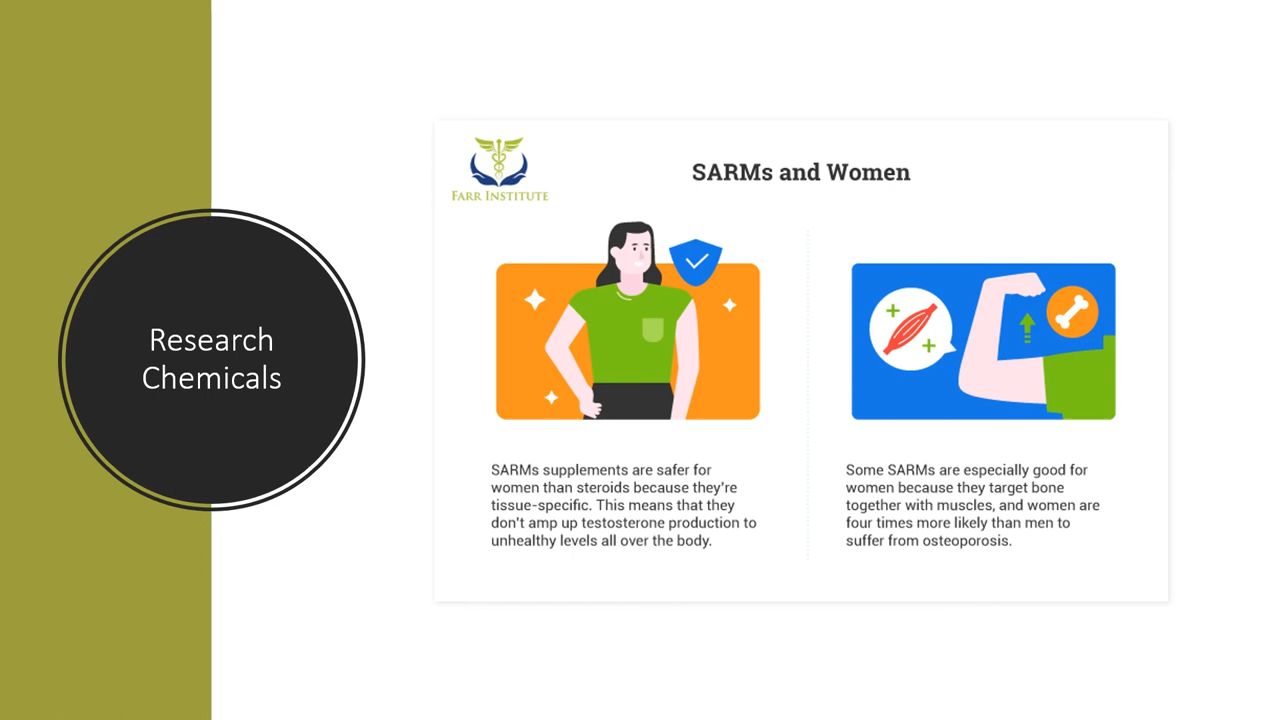 Research
Chemicals
FARR INSTITUTE
SARMs and Women
SARMs supplements are safer for
women than steroids because they're
tissue-specific. This means that they
don't amp up testosterone production to
unhealthy levels all over the body.
Some SARMs are especially good for
women because they target bone
together with muscles, and women are
four times more likely than men to
suffer from osteoporosis.